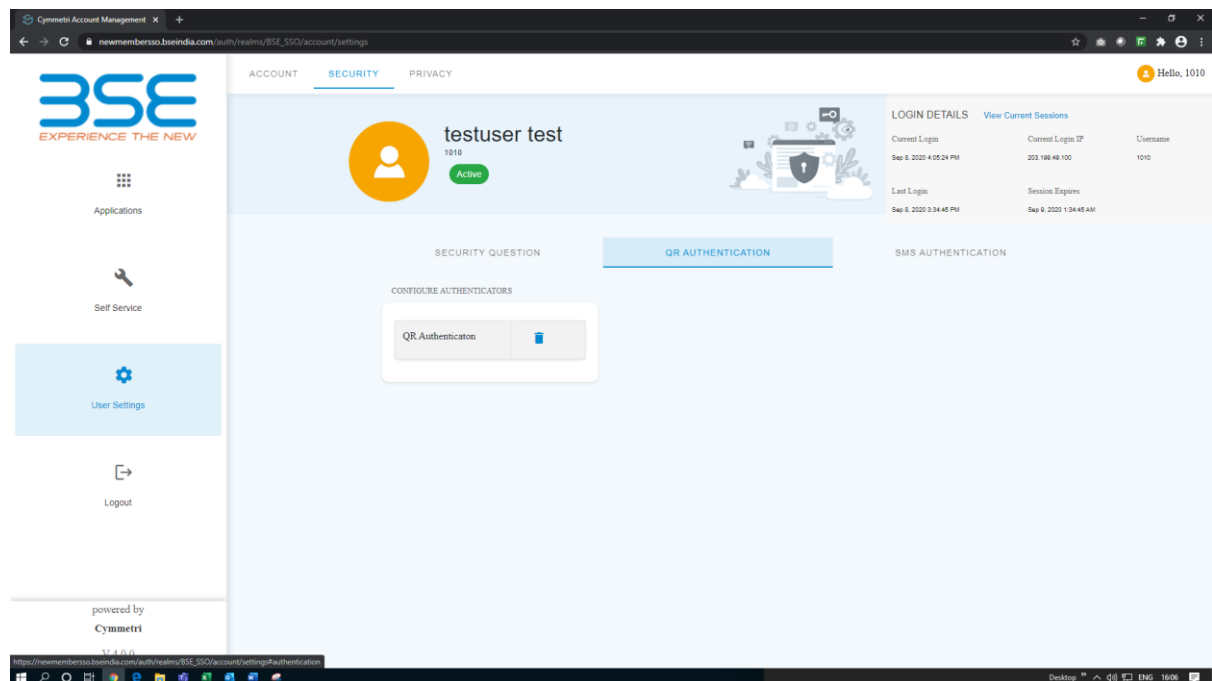 Cymmetri Account Management
newmembersso.bseindia.com/auth/realms/BSE_SSO/account/settings
BSE
EXPERIENCE THE NEW
Applications
Self Service
User Settings
Logout
powered by
Cymmetri
V 4.0.0
ACCOUNT SECURITY PRIVACY
Hello, 1010
testuser test
1010
Active
LOGIN DETAILS View Current Sessions
Current Login Current Login IP Username
Sep 8, 2020 4:05:24 PM 203.199.49.100 1010
Last Login Session Expires
Sep 8, 2020 3:34:45 PM Sep 9, 2020 1:34:45 AM
SECURITY QUESTION QR AUTHENTICATION SMS AUTHENTICATION
CONFIGURE AUTHENTICATORS
QR Authenticaton
https://newmembersso.bseindia.com/auth/realms/BSE_SSO/account/settings#authentication
Desktop ENG 1606